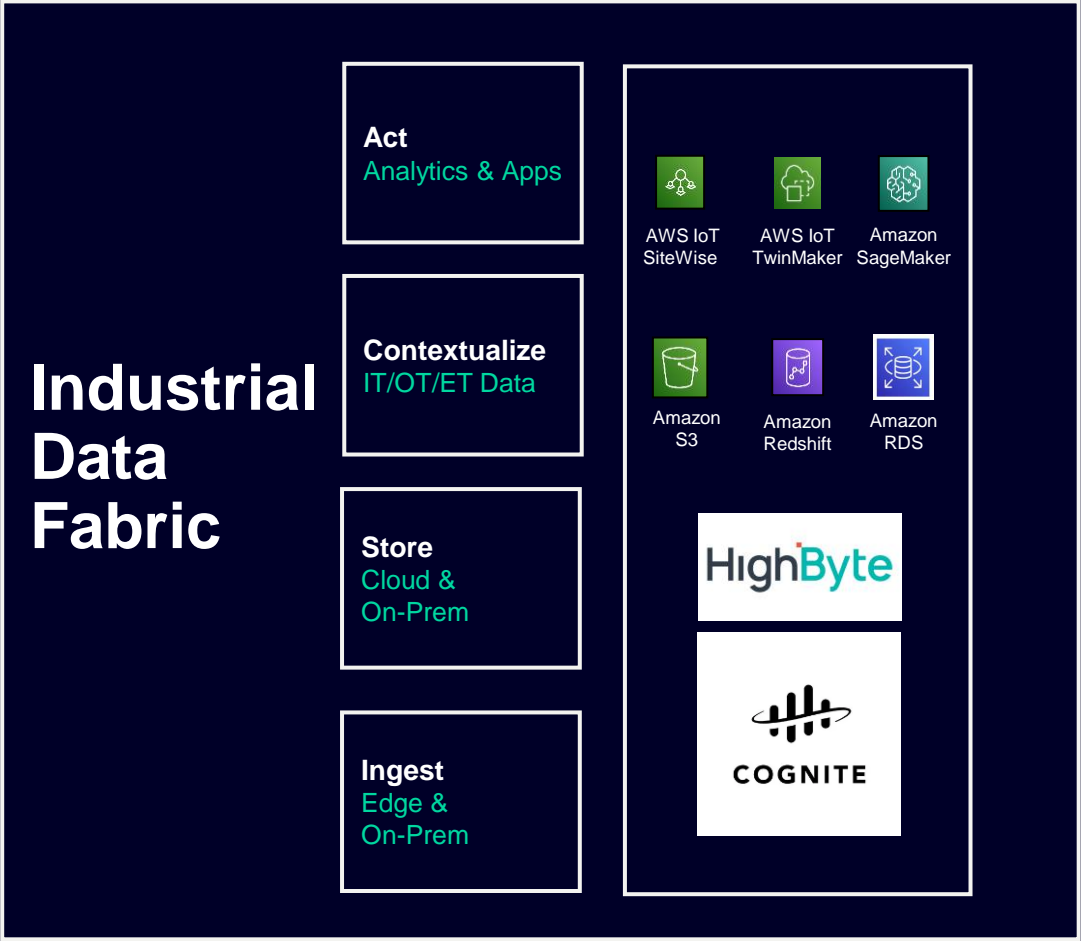 Industrial
Data
Fabric
Act
Analytics & Apps
Contextualize
IT/OT/ET Data
Store
Cloud &
On-Prem
Ingest
Edge &
On-Prem
AWS IoT
SiteWise
AWS IoT
TwinMaker
Amazon
SageMaker
Amazon
S3
Amazon
Redshift
Amazon
RDS
HighByte
COGNITE